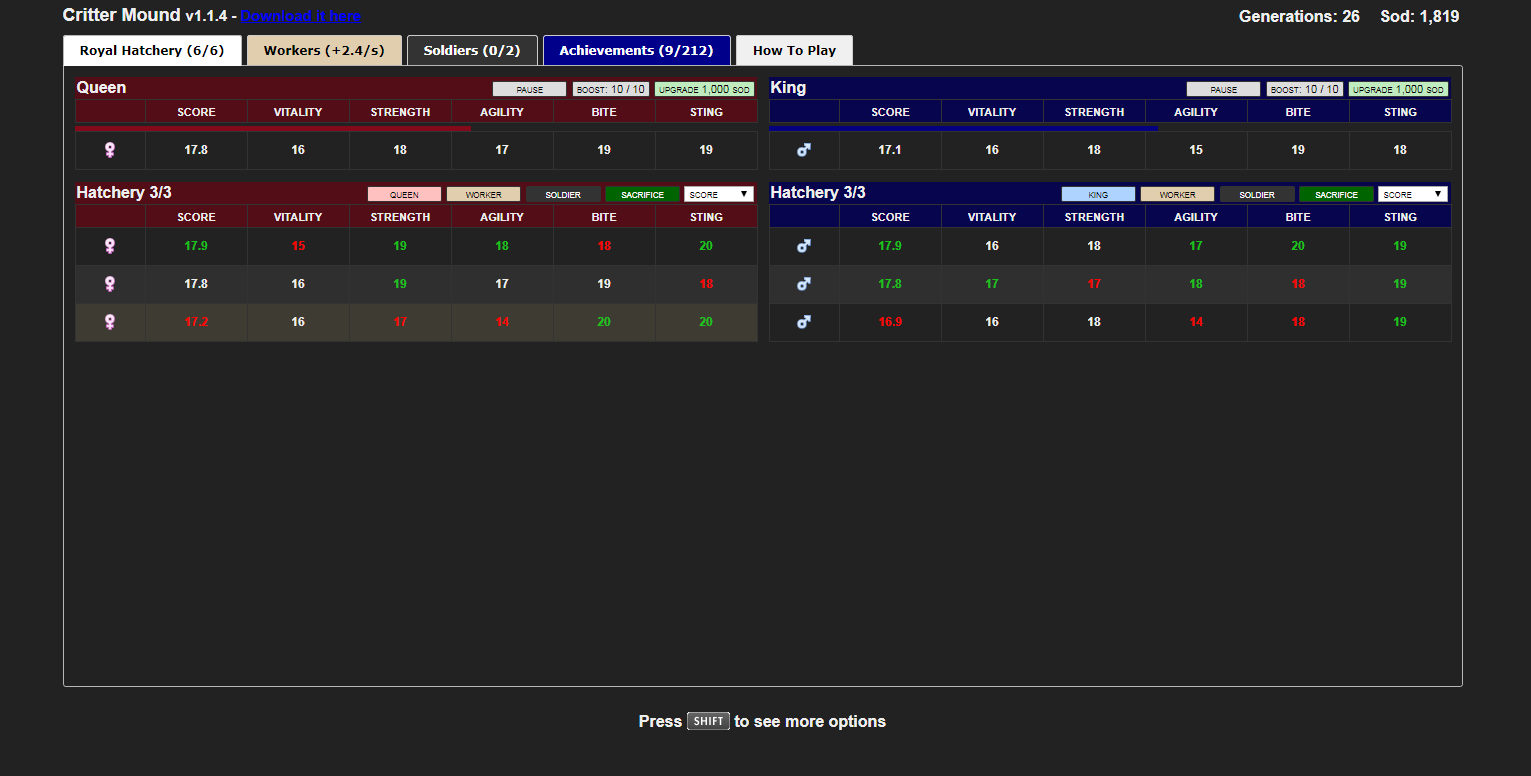 Critter Mound v1.1.4 - Download it here Generations: 26 Sod: 1,819
Royal Hatchery (6/6) Workers (+2.4/s) Soldiers (0/2) Achievements (9/212) How To Play
Queen PAUSE BOOST: 10 / 10 UPGRADE 1,000 SOD
SCORE VITALITY STRENGTH AGILITY BITE STING
17.8 16 18 17 19 19
King PAUSE BOOST: 10 / 10 UPGRADE 1,000 SOD
SCORE VITALITY STRENGTH AGILITY BITE STING
17.1 16 18 15 19 18
Hatchery 3/3 QUEEN WORKER SOLDIER SACRIFICE SCORE
SCORE VITALITY STRENGTH AGILITY BITE STING
17.9 15 19 18 18 20
17.8 16 19 17 19 18
17.2 16 17 14 20 20
Hatchery 3/3 KING WORKER SOLDIER SACRIFICE SCORE
SCORE VITALITY STRENGTH AGILITY BITE STING
17.9 16 18 17 20 19
17.8 17 17 18 18 19
16.9 16 18 14 18 19
Press SHIFT to see more options